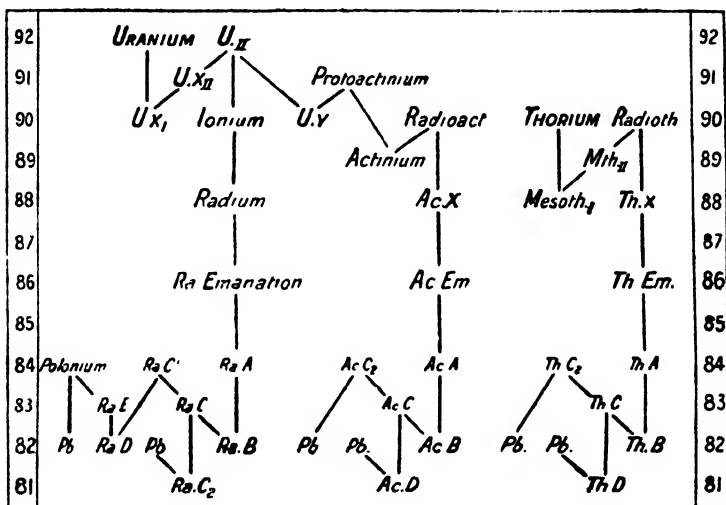 92 URANIUM U.II 92
91 U.XII Protoactinium 91
90 UXI Ionium U.Y Radioact THORIUM Radioth 90
89 Actinium Mth-II 89
88 Radium Ac.X Mesoth-I Th.X 88
87 87
86 Ra Emanation Ac Em Th Em. 86
85 85
84 Polonium Ra C' Ra A Ac C2 Ac A Th C2 Th A 84
83 Ra E Ra C Ac C Th C 83
82 Pb Ra D Pb Ra.B Pb Pb. Ac B Pb. Pb. Th.B 82
81 Ra.C2 Ac.D Th D 81